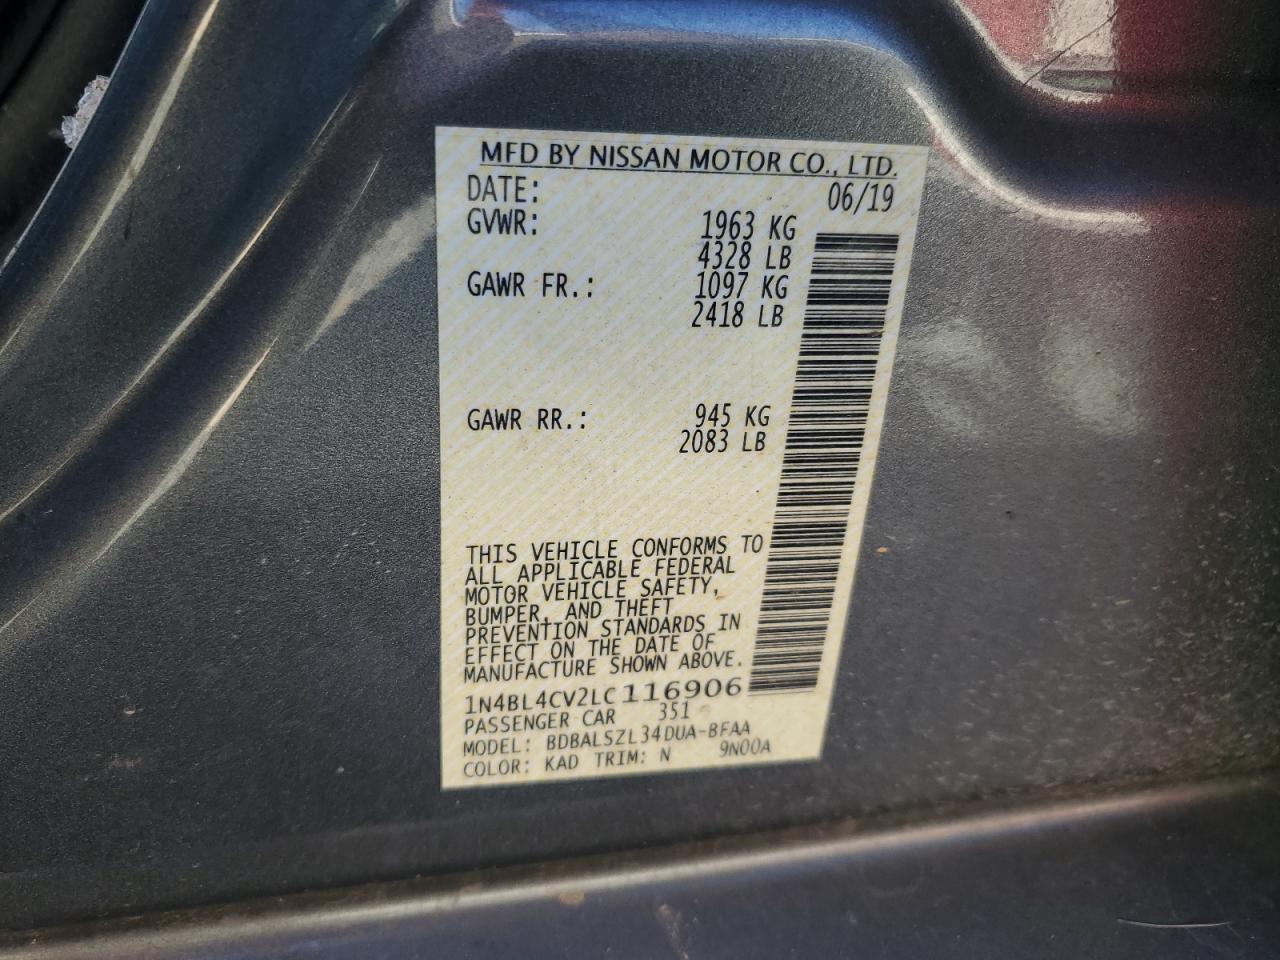 MFD BY NISSAN MOTOR CO., LTD.
DATE: 06/19
GVWR: 1963 KG
4328 LB
GAWR FR.: 1097 KG
2418 LB
GAWR RR.: 945 KG
2083 LB
THIS VEHICLE CONFORMS TO
ALL APPLICABLE FEDERAL
MOTOR VEHICLE SAFETY,
BUMPER, AND THEFT
PREVENTION STANDARDS IN
EFFECT ON THE DATE OF
MANUFACTURE SHOWN ABOVE.
1N4BL4CV2LC116906
PASSENGER CAR 351
MODEL: BDBALSZL34DUA-BFAA
COLOR: KAD TRIM: N 9N00A